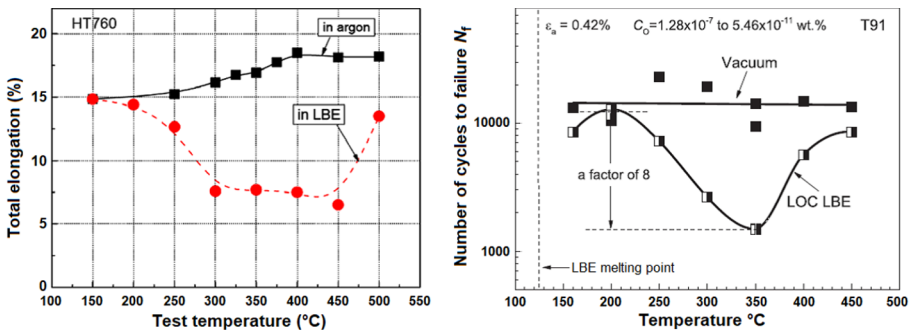 HT760
in argon
in LBE
Total elongation (%)
20
15
10
5
0
100 150 200 250 300 350 400 450 500 550
Test temperature (°C)
εₐ = 0.42% C_O=1.28x10⁻⁷ to 5.46x10⁻¹¹ wt.% T91
Vacuum
a factor of 8
LOC LBE
LBE melting point
Number of cycles to failure N_f
10000
1000
100 150 200 250 300 350 400 450 500
Temperature °C